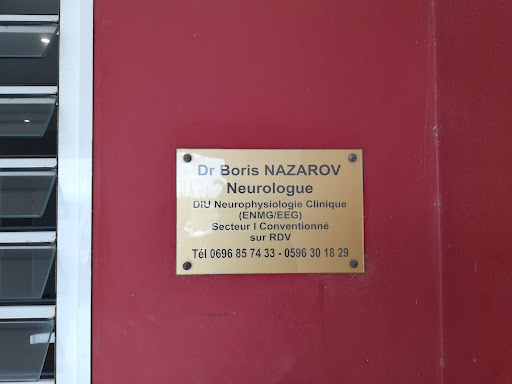 Dr Boris NAZAROV
Neurologue
DIU Neurophysiologie Clinique
(ENMG/EEG)
Secteur I Conventionné
sur RDV
Tél 0696 85 74 33 - 0596 30 18 29